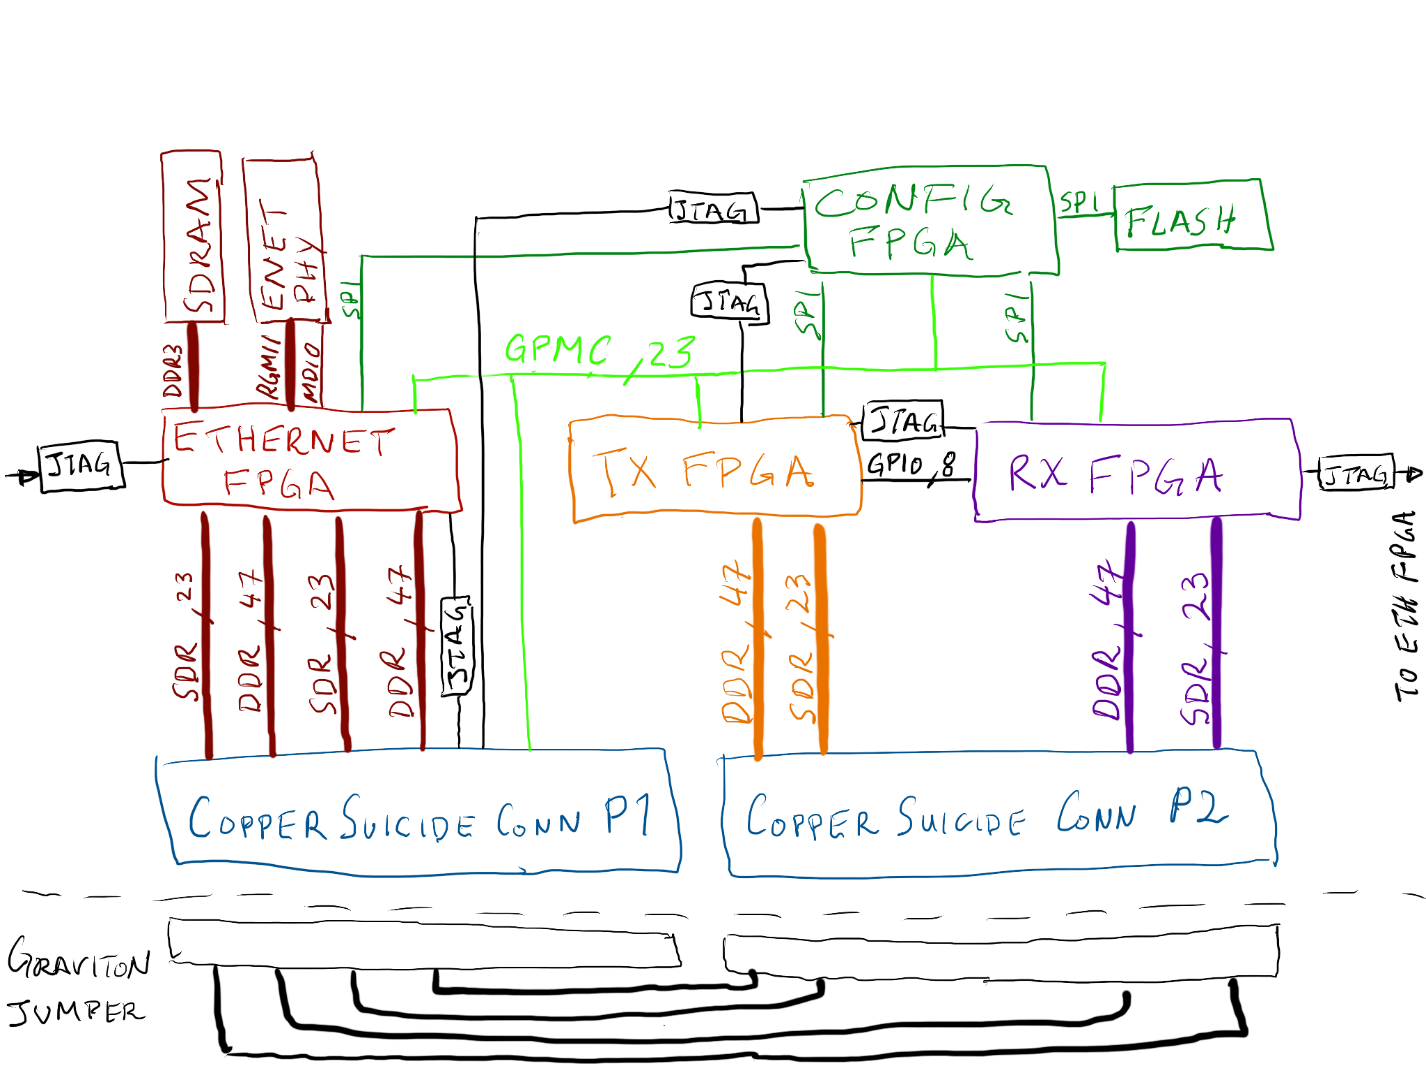 SDRAM
ENET
PHY
JTAG
CONFIG
FPGA
SPI
FLASH
JTAG
SPI
SPI
SPI
DDR3
RGMII
MDIO
GPMC ,23
ETHERNET
FPGA
JTAG
TX FPGA
JTAG
GPIO,8
RX FPGA
JTAG
TO ETH FPGA
SDR , 23
DDR , 47
SDR , 23
DDR , 47
JTAG
DDR , 47
SDR , 23
DDR , 47
SDR , 23
COPPER SUICIDE CONN P1
COPPER SUICIDE CONN P2
GRAVITON
JUMPER